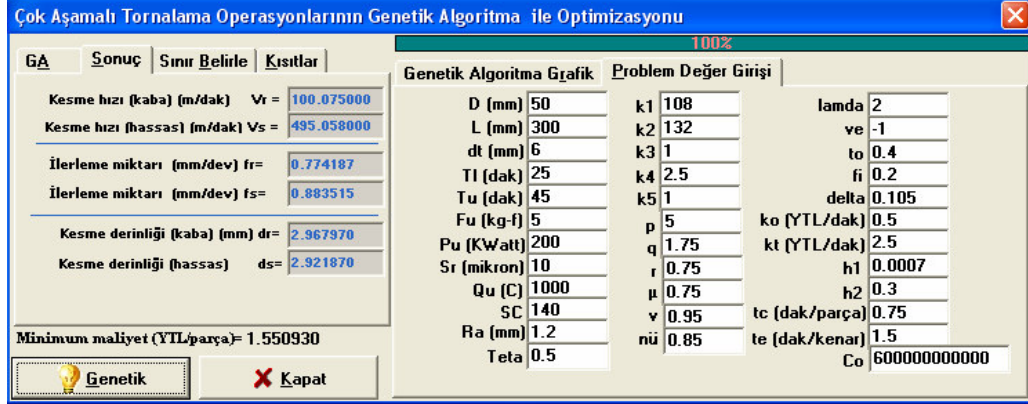 Çok Aşamalı Tornalama Operasyonlarının Genetik Algoritma ile Optimizasyonu
100%
GA Sonuç Sınır Belirle Kısıtlar
Kesme hızı (kaba) (m/dak) Vr = 100.075000
Kesme hızı (hassas) (m/dak) Vs = 495.058000
İlerleme miktarı (mm/dev) fr= 0.774187
İlerleme miktarı (mm/dev) fs= 0.883515
Kesme derinliği (kaba) (mm) dr= 2.967970
Kesme derinliği (hassas) ds= 2.921870
Minimum maliyet (YTL/parça)= 1.550930
Genetik Kapat
Genetik Algoritma Grafik Problem Değer Girişi
D (mm) 50
L (mm) 300
dt (mm) 6
Tl (dak) 25
Tu (dak) 45
Fu (kg-f) 5
Pu (KWatt) 200
Sr (mikron) 10
Qu (C) 1000
SC 140
Ra (mm) 1.2
Teta 0.5
k1 108
k2 132
k3 1
k4 2.5
k5 1
p 5
q 1.75
r 0.75
μ 0.75
v 0.95
nü 0.85
lamda 2
ve -1
to 0.4
fi 0.2
delta 0.105
ko (YTL/dak) 0.5
kt (YTL/dak) 2.5
h1 0.0007
h2 0.3
tc (dak/parça) 0.75
te (dak/kenar) 1.5
Co 600000000000